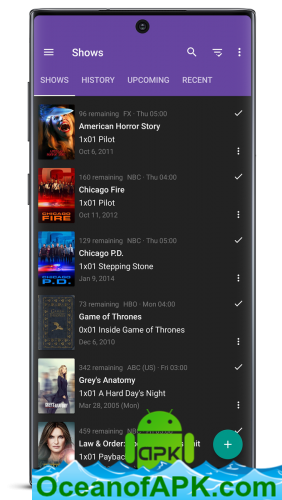 Shows
SHOWS HISTORY UPCOMING RECENT
96 remaining FX · Thu 05:00
American Horror Story
1x01 Pilot
Oct 6, 2011
160 remaining NBC · Thu 04:00
Chicago Fire
1x01 Pilot
Oct 11, 2012
CHICAGO
FIRE
129 remaining NBC · Thu 05:00
Chicago P.D.
1x01 Stepping Stone
Jan 9, 2014
CHICAGO
P.D.
73 remaining HBO · Mon 04:00
Game of Thrones
0x01 Inside Game of Thrones
Dec 6, 2010
342 remaining ABC (US) · Fri 03:00
Grey's Anatomy
1x01 A Hard Day's Night
Mar 28, 2005 (Mon)
459 remaining
Law & Order:
1x01 Payback
apki
OceanofAPK.com